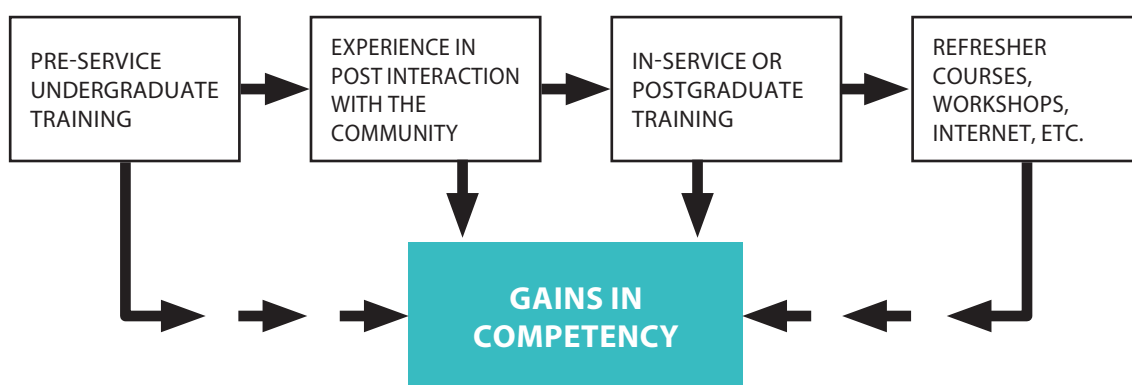 PRE-SERVICE
UNDERGRADUATE
TRAINING
EXPERIENCE IN
POST INTERACTION
WITH THE
COMMUNITY
IN-SERVICE OR
POSTGRADUATE
TRAINING
REFRESHER
COURSES,
WORKSHOPS,
INTERNET, ETC.
GAINS IN
COMPETENCY